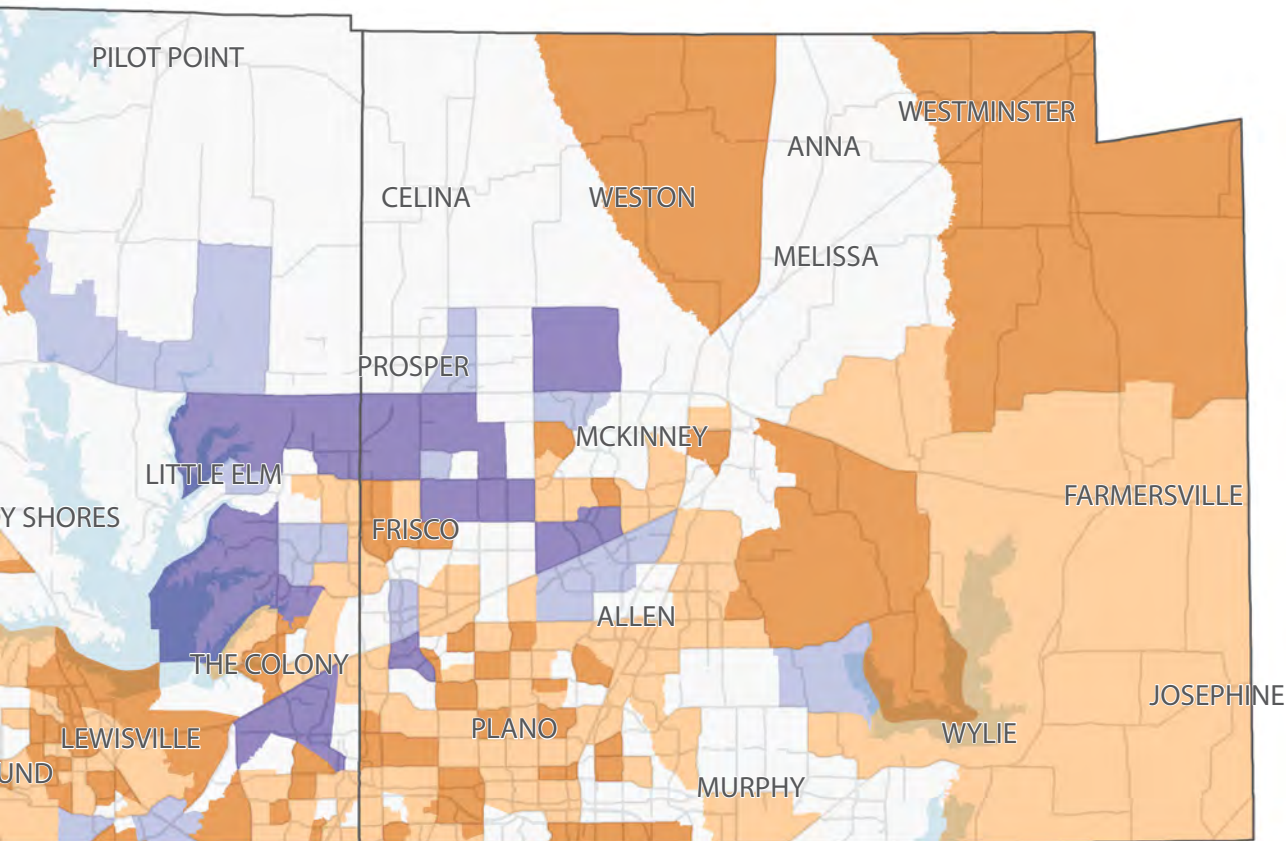 PILOT POINT
WESTMINSTER
ANNA
CELINA
WESTON
MELISSA
PROSPER
MCKINNEY
LITTLE ELM
FARMERSVILLE
Y SHORES
FRISCO
ALLEN
THE COLONY
JOSEPHINE
PLANO
WYLIE
LEWISVILLE
UND
MURPHY